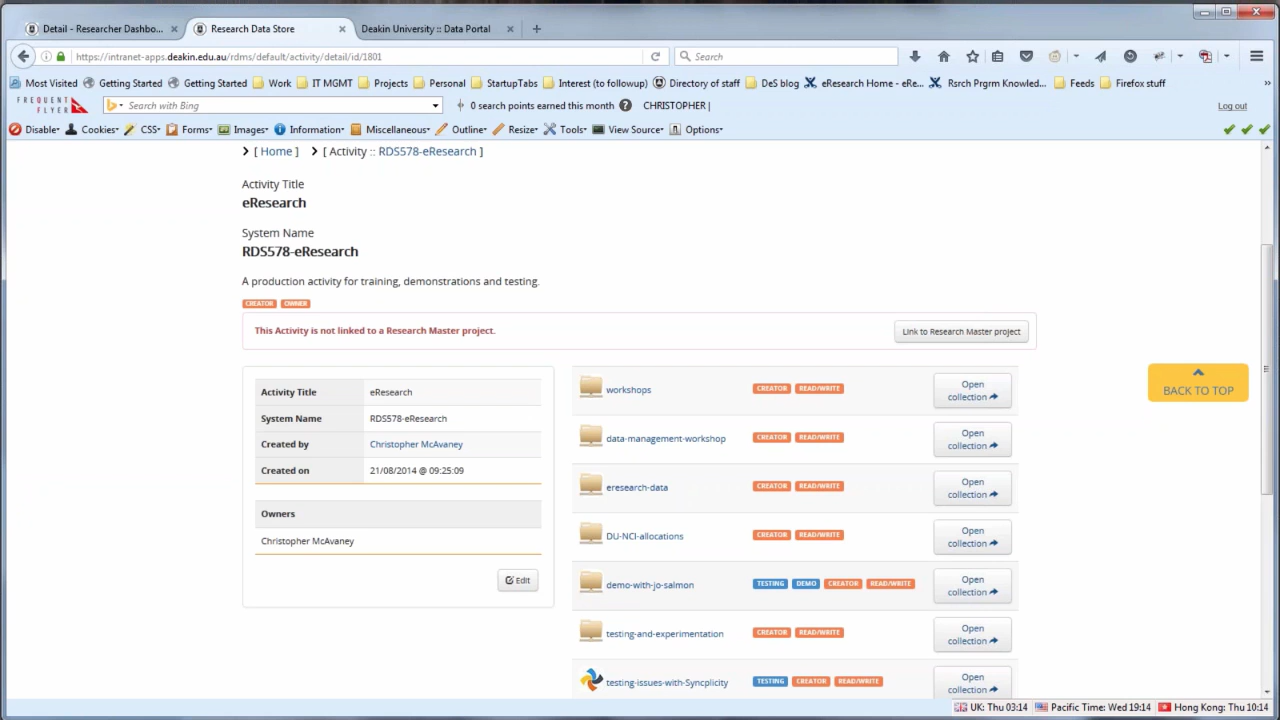 Detail - Researcher Dashbo...
Research Data Store
Deakin University :: Data Portal
https://intranet-apps.deakin.edu.au/rdms/default/activity/detail/id/1801
Search
Most Visited Getting Started Getting Started Work IT MGMT Projects Personal StartupTabs Interest (to followup) Directory of staff DeS blog eResearch Home - eRe... Rsrch Prgrm Knowled... Feeds Firefox stuff
FREQUENT FLYER
Search with Bing
0 search points earned this month
CHRISTOPHER |
Log out
Disable Cookies CSS Forms Images Information Miscellaneous Outline Resize Tools View Source Options
[ Home ] [ Activity :: RDS578-eResearch ]
Activity Title
eResearch
System Name
RDS578-eResearch
A production activity for training, demonstrations and testing.
CREATOR OWNER
This Activity is not linked to a Research Master project.
Link to Research Master project
Activity Title eResearch
System Name RDS578-eResearch
Created by Christopher McAvaney
Created on 21/08/2014 @ 09:25:09
Owners
Christopher McAvaney
Edit
workshops CREATOR READ/WRITE Open collection
data-management-workshop CREATOR READ/WRITE Open collection
eresearch-data CREATOR READ/WRITE Open collection
DU-NCI-allocations CREATOR READ/WRITE Open collection
demo-with-jo-salmon TESTING DEMO CREATOR READ/WRITE Open collection
testing-and-experimentation CREATOR READ/WRITE Open collection
testing-issues-with-Syncplicity TESTING CREATOR READ/WRITE Open collection
BACK TO TOP
UK: Thu 03:14 Pacific Time: Wed 19:14 Hong Kong: Thu 10:14